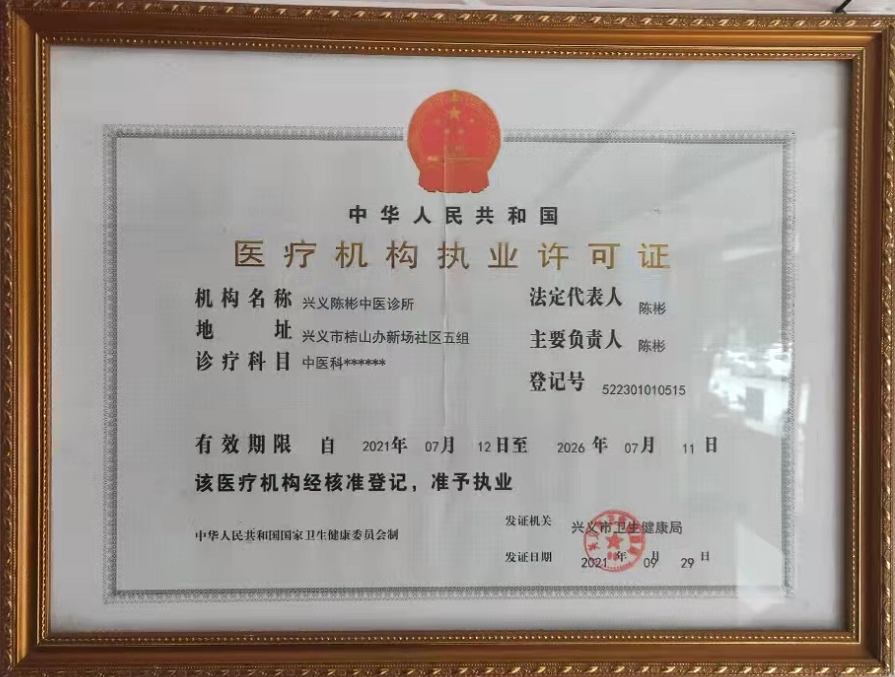 中华人民共和国
医疗机构执业许可证
机构名称 兴义陈彬中医诊所
法定代表人 陈彬
地址 兴义市桔山办新场社区五组
主要负责人 陈彬
诊疗科目 中医科******
登记号 522301010515
有效期限 自 2021年 07月 12日至 2026年 07月 11日
该医疗机构经核准登记，准予执业
发证机关 兴义市卫生健康局
中华人民共和国国家卫生健康委员会制
发证日期 2021年 09月 29日